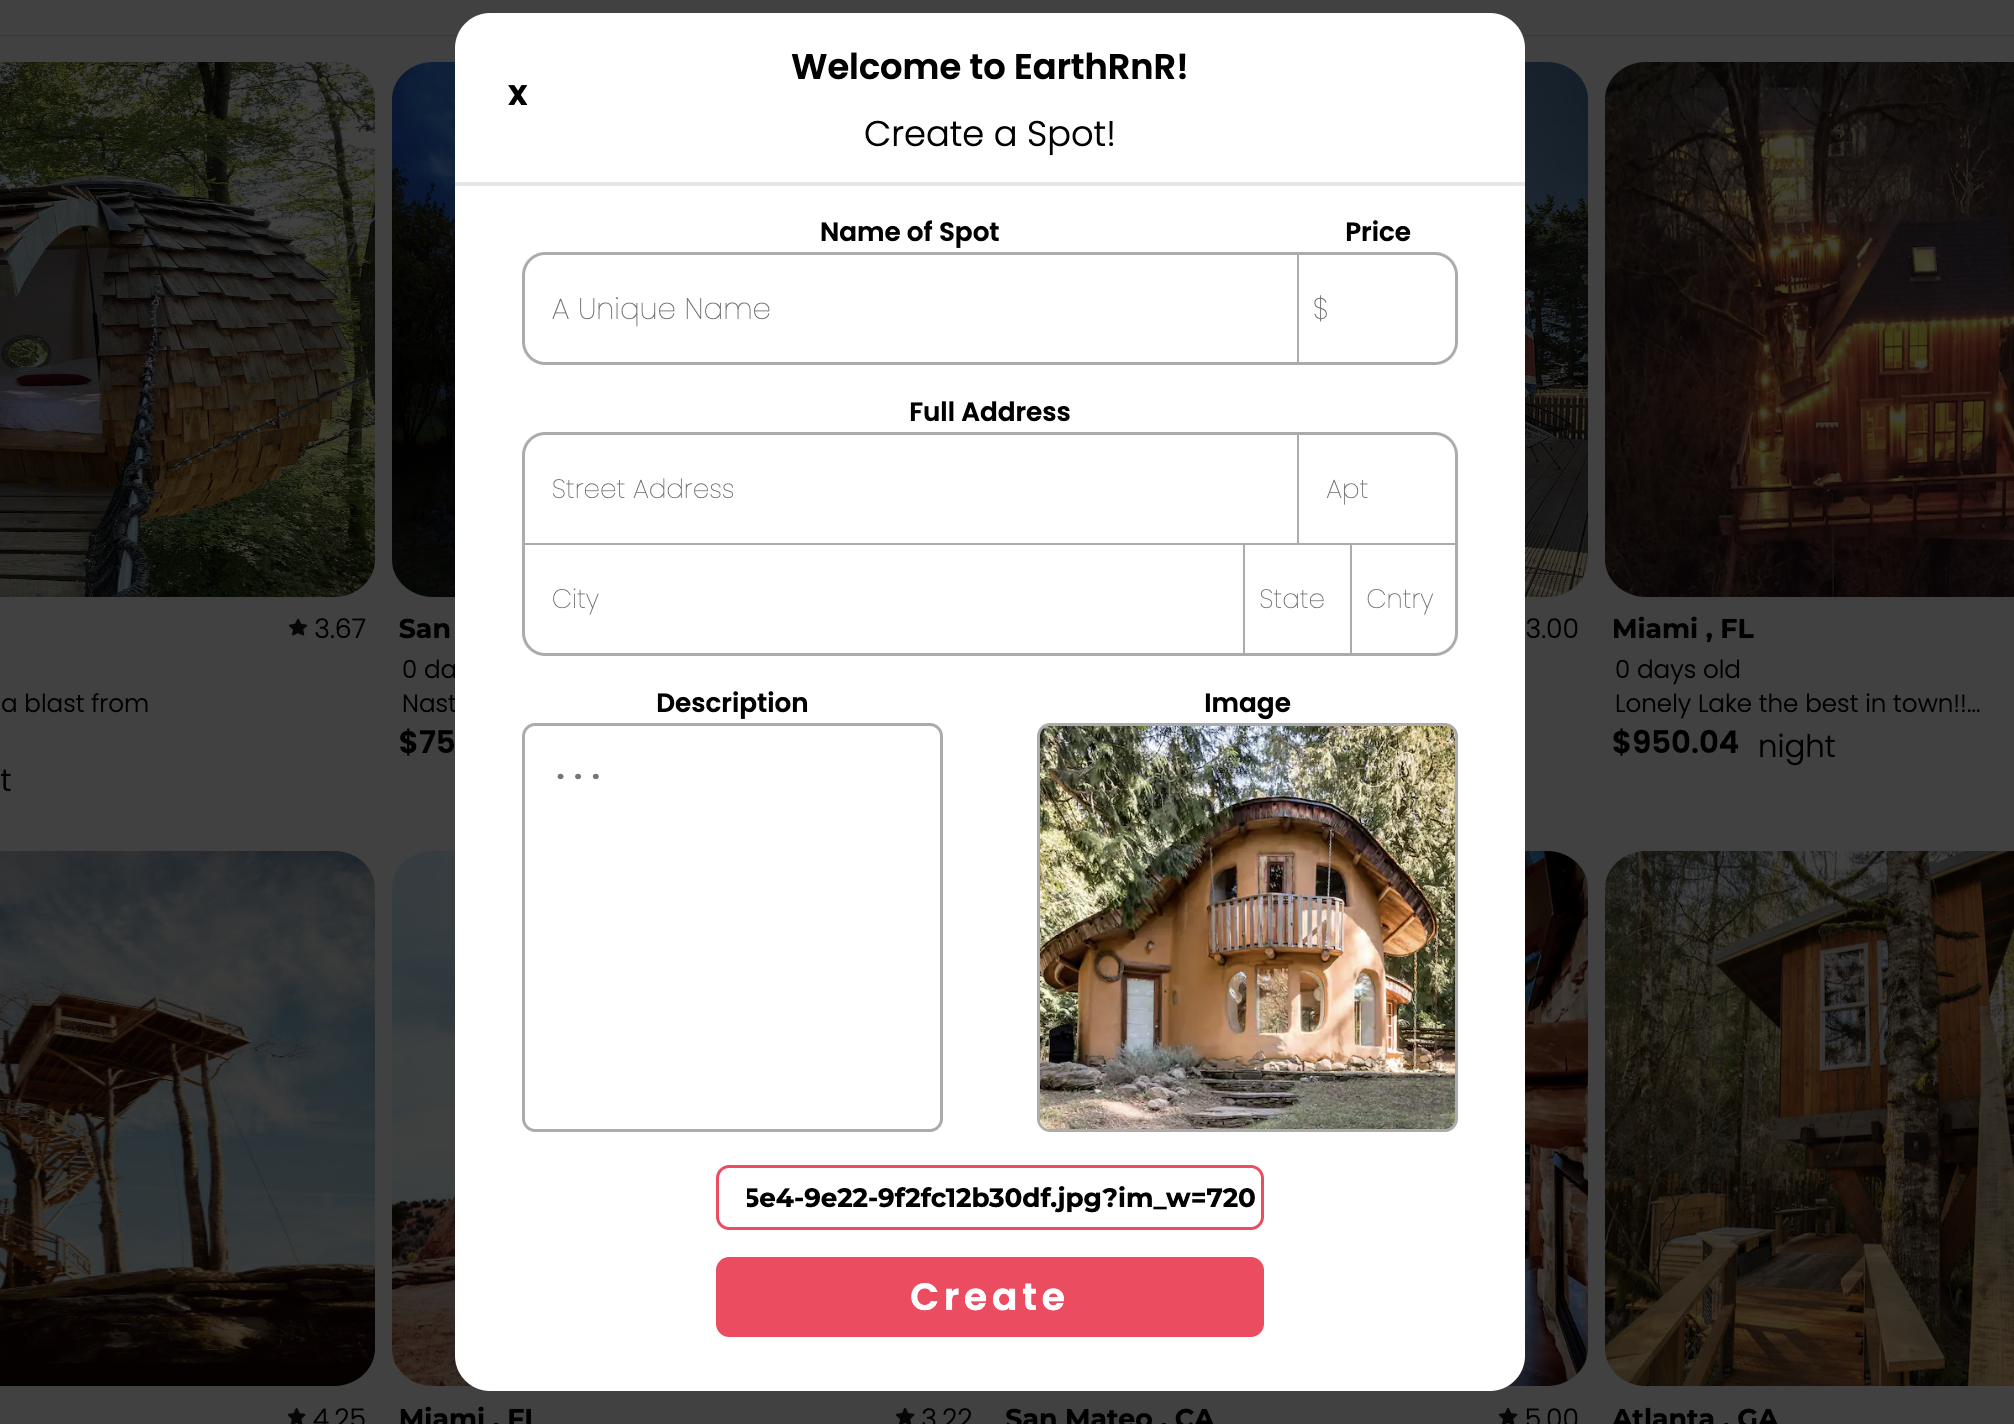 Welcome to EarthRnR!
x
Create a Spot!
Name of Spot
Price
A Unique Name
$
Full Address
Street Address
Apt
City
State
Cntry
Description
Image
...
5e4-9e22-9f2fc12b30df.jpg?im_w=720
Create
3.67
a blast from
t
San
0 da
Nast
$75
3.00
Miami , FL
0 days old
Lonely Lake the best in town!!...
$950.04 night
4.25
Miami , FL
3.22
San Mateo , CA
5.00
Atlanta , GA